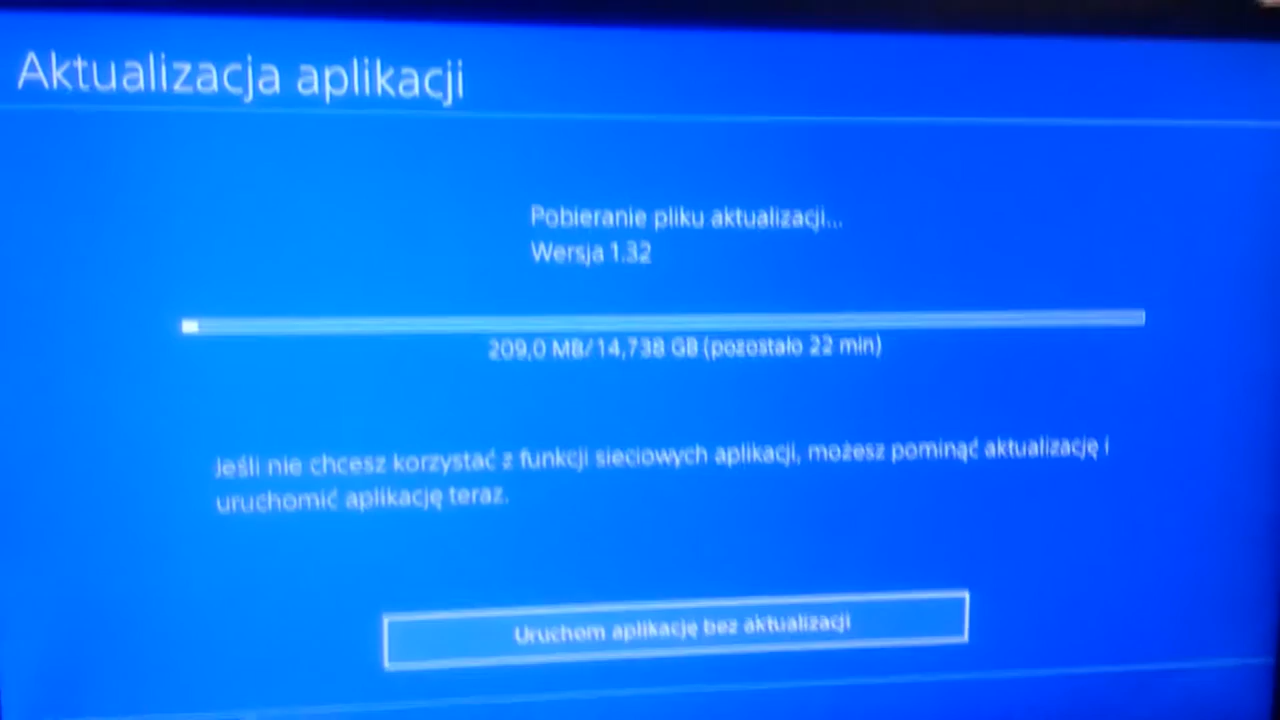 Aktualizacja aplikacji
Pobieranie pliku aktualizacji...
Wersja 1.32
209,0 MB/14,738 GB (pozostało 22 min)
Jeśli nie chcesz korzystać z funkcji sieciowych aplikacji, możesz pominąć aktualizację i
uruchomić aplikację teraz.
Uruchom aplikację bez aktualizacji